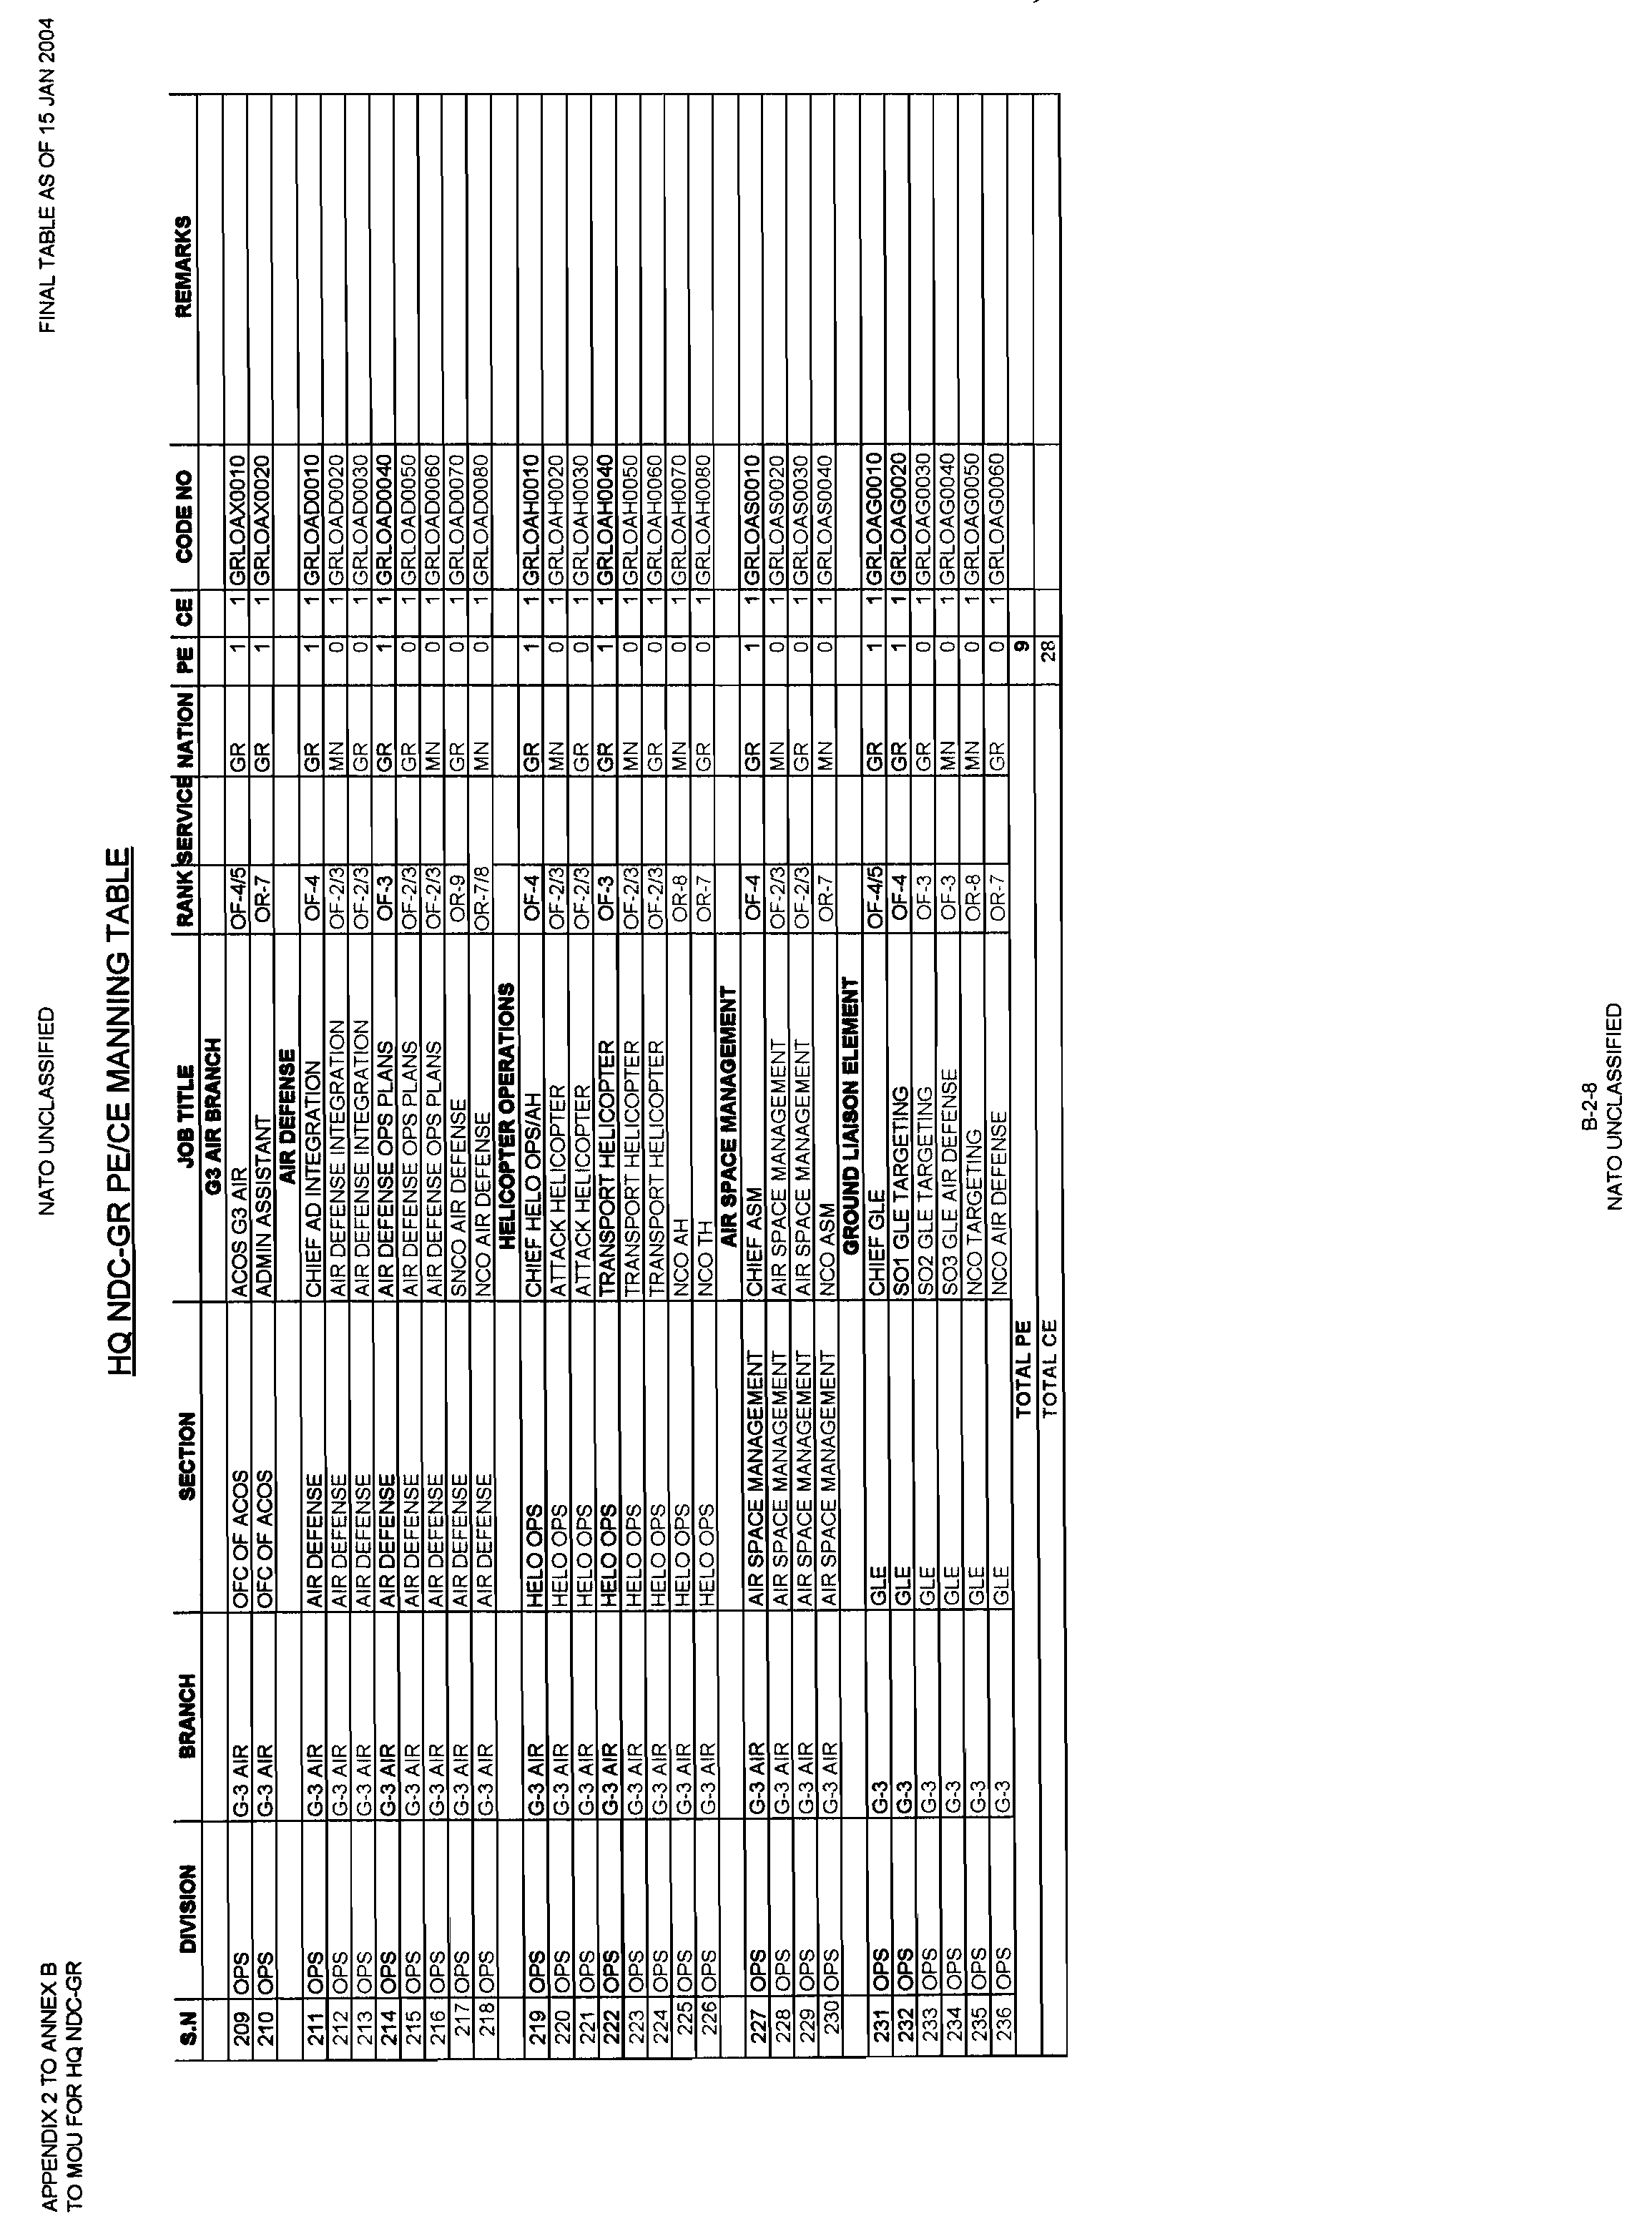 APPENDIX 2 TO ANNEX B NATO UNCLASSIFIED FINAL TABLE AS OF 15 JAN 2004
TO MOU FOR HQ NDC-GR
HQ NDC-GR PE/CE MANNING TABLE
S.N DIVISION BRANCH SECTION JOB TITLE RANK SERVICE NATION PE CE CODE NO REMARKS
G3 AIR BRANCH
209 OPS G-3 AIR OFC OF ACOS ACOS G3 AIR OF-4/5 GR 1 1 GRLOAX0010
210 OPS G-3 AIR OFC OF ACOS ADMIN ASSISTANT OR-7 GR 1 1 GRLOAX0020
AIR DEFENSE
211 OPS G-3 AIR AIR DEFENSE CHIEF AD INTEGRATION OF-4 GR 1 1 GRLOAD0010
212 OPS G-3 AIR AIR DEFENSE AIR DEFENSE INTEGRATION OF-2/3 MN 0 1 GRLOAD0020
213 OPS G-3 AIR AIR DEFENSE AIR DEFENSE INTEGRATION OF-2/3 GR 0 1 GRLOAD0030
214 OPS G-3 AIR AIR DEFENSE AIR DEFENSE OPS PLANS OF-3 GR 1 1 GRLOAD0040
215 OPS G-3 AIR AIR DEFENSE AIR DEFENSE OPS PLANS OF-2/3 GR 0 1 GRLOAD0050
216 OPS G-3 AIR AIR DEFENSE AIR DEFENSE OPS PLANS OF-2/3 MN 0 1 GRLOAD0060
217 OPS G-3 AIR AIR DEFENSE SNCO AIR DEFENSE OR-9 GR 0 1 GRLOAD0070
218 OPS G-3 AIR AIR DEFENSE NCO AIR DEFENSE OR-7/8 MN 0 1 GRLOAD0080
HELICOPTER OPERATIONS
219 OPS G-3 AIR HELO OPS CHIEF HELO OPS/AH OF-4 GR 1 1 GRLOAH0010
220 OPS G-3 AIR HELO OPS ATTACK HELICOPTER OF-2/3 MN 0 1 GRLOAH0020
221 OPS G-3 AIR HELO OPS ATTACK HELICOPTER OF-2/3 GR 0 1 GRLOAH0030
222 OPS G-3 AIR HELO OPS TRANSPORT HELICOPTER OF-3 GR 1 1 GRLOAH0040
223 OPS G-3 AIR HELO OPS TRANSPORT HELICOPTER OF-2/3 MN 0 1 GRLOAH0050
224 OPS G-3 AIR HELO OPS TRANSPORT HELICOPTER OF-2/3 GR 0 1 GRLOAH0060
225 OPS G-3 AIR HELO OPS NCO AH OR-8 MN 0 1 GRLOAH0070
226 OPS G-3 AIR HELO OPS NCO TH OR-7 GR 0 1 GRLOAH0080
AIR SPACE MANAGEMENT
227 OPS G-3 AIR AIR SPACE MANAGEMENT CHIEF ASM OF-4 GR 1 1 GRLOAS0010
228 OPS G-3 AIR AIR SPACE MANAGEMENT AIR SPACE MANAGEMENT OF-2/3 MN 0 1 GRLOAS0020
229 OPS G-3 AIR AIR SPACE MANAGEMENT AIR SPACE MANAGEMENT OF-2/3 GR 0 1 GRLOAS0030
230 OPS G-3 AIR AIR SPACE MANAGEMENT NCO ASM OR-7 MN 0 1 GRLOAS0040
GROUND LIAISON ELEMENT
231 OPS G-3 GLE CHIEF GLE OF-4/5 GR 1 1 GRLOAG0010
232 OPS G-3 GLE SO1 GLE TARGETING OF-4 GR 1 1 GRLOAG0020
233 OPS G-3 GLE SO2 GLE TARGETING OF-3 GR 0 1 GRLOAG0030
234 OPS G-3 GLE SO3 GLE AIR DEFENSE OF-3 MN 0 1 GRLOAG0040
235 OPS G-3 GLE NCO TARGETING OR-8 MN 0 1 GRLOAG0050
236 OPS G-3 GLE NCO AIR DEFENSE OR-7 GR 0 1 GRLOAG0060
TOTAL PE 9
TOTAL CE 28
B-2-8
NATO UNCLASSIFIED